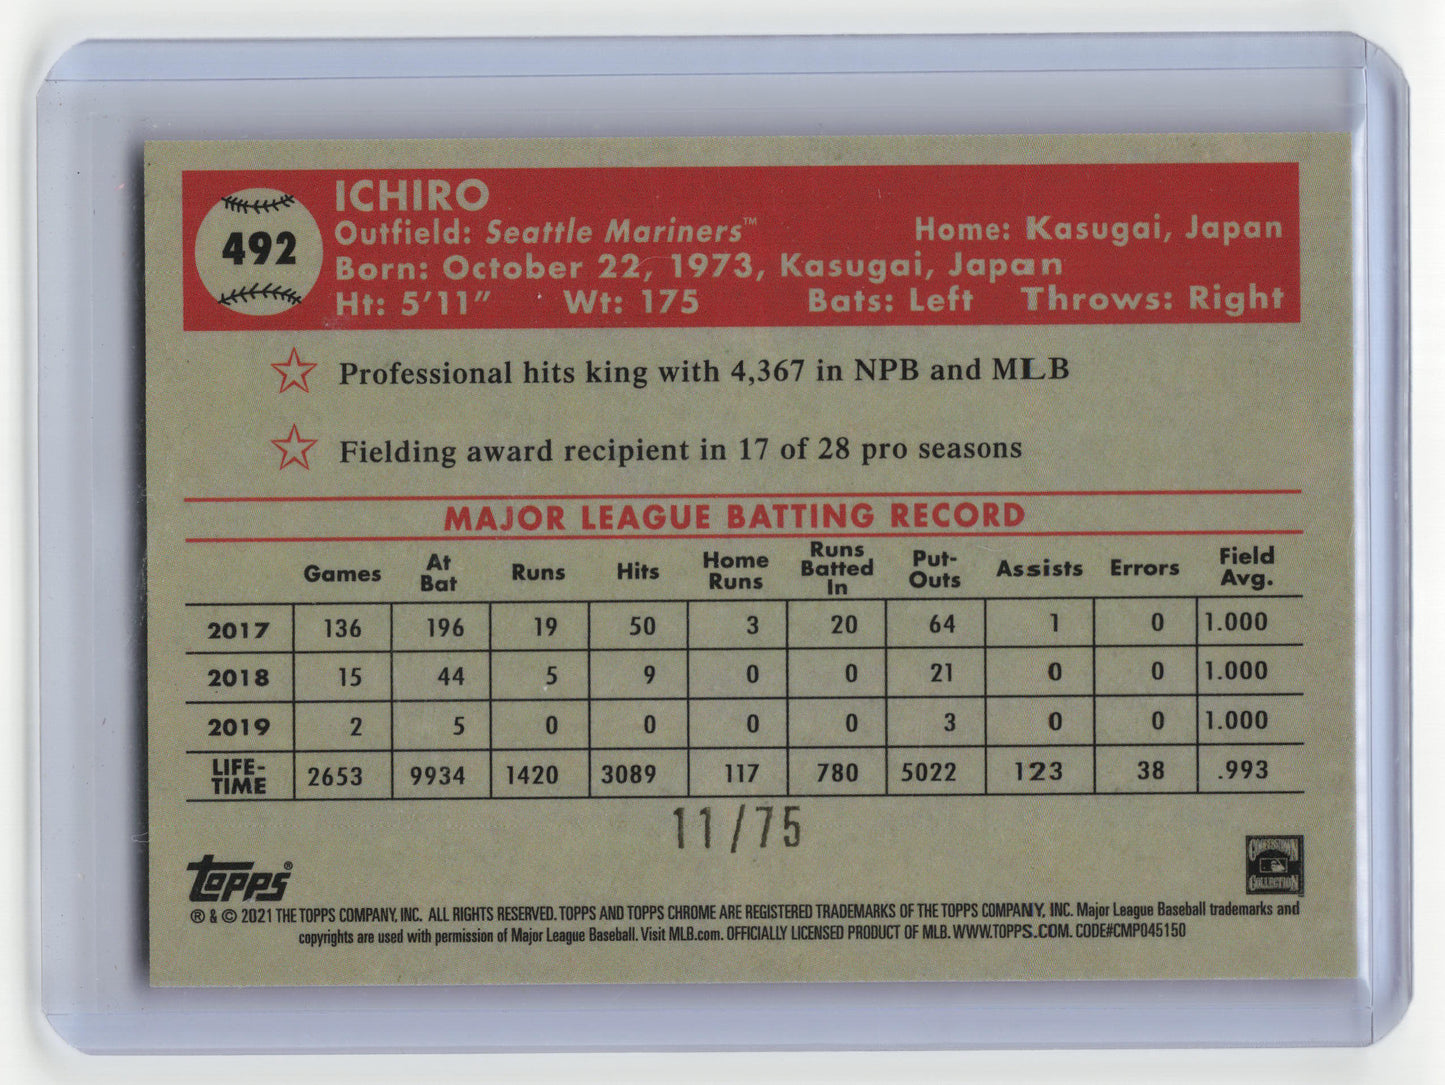 492
ICHIRO
Outfield: Seattle Mariners™ Home: Kasugai, Japan
Born: October 22, 1973, Kasugai, Japan
Ht: 5'11" Wt: 175 Bats: Left Throws: Right
Professional hits king with 4,367 in NPB and MLB
Fielding award recipient in 17 of 28 pro seasons
MAJOR LEAGUE BATTING RECORD
Games At Bat Runs Hits Home Runs Runs Batted In Put-Outs Assists Errors Field Avg.
2017 136 196 19 50 3 20 64 1 0 1.000
2018 15 44 5 9 0 0 21 0 0 1.000
2019 2 5 0 0 0 0 3 0 0 1.000
LIFE-TIME 2653 9934 1420 3089 117 780 5022 123 38 .993
11/75
topps®
COOPERSTOWN COLLECTION
® & © 2021 THE TOPPS COMPANY, INC. ALL RIGHTS RESERVED. TOPPS AND TOPPS CHROME ARE REGISTERED TRADEMARKS OF THE TOPPS COMPANY, INC. Major League Baseball trademarks and
copyrights are used with permission of Major League Baseball. Visit MLB.com. OFFICIALLY LICENSED PRODUCT OF MLB. WWW.TOPPS.COM. CODE#CMP045150